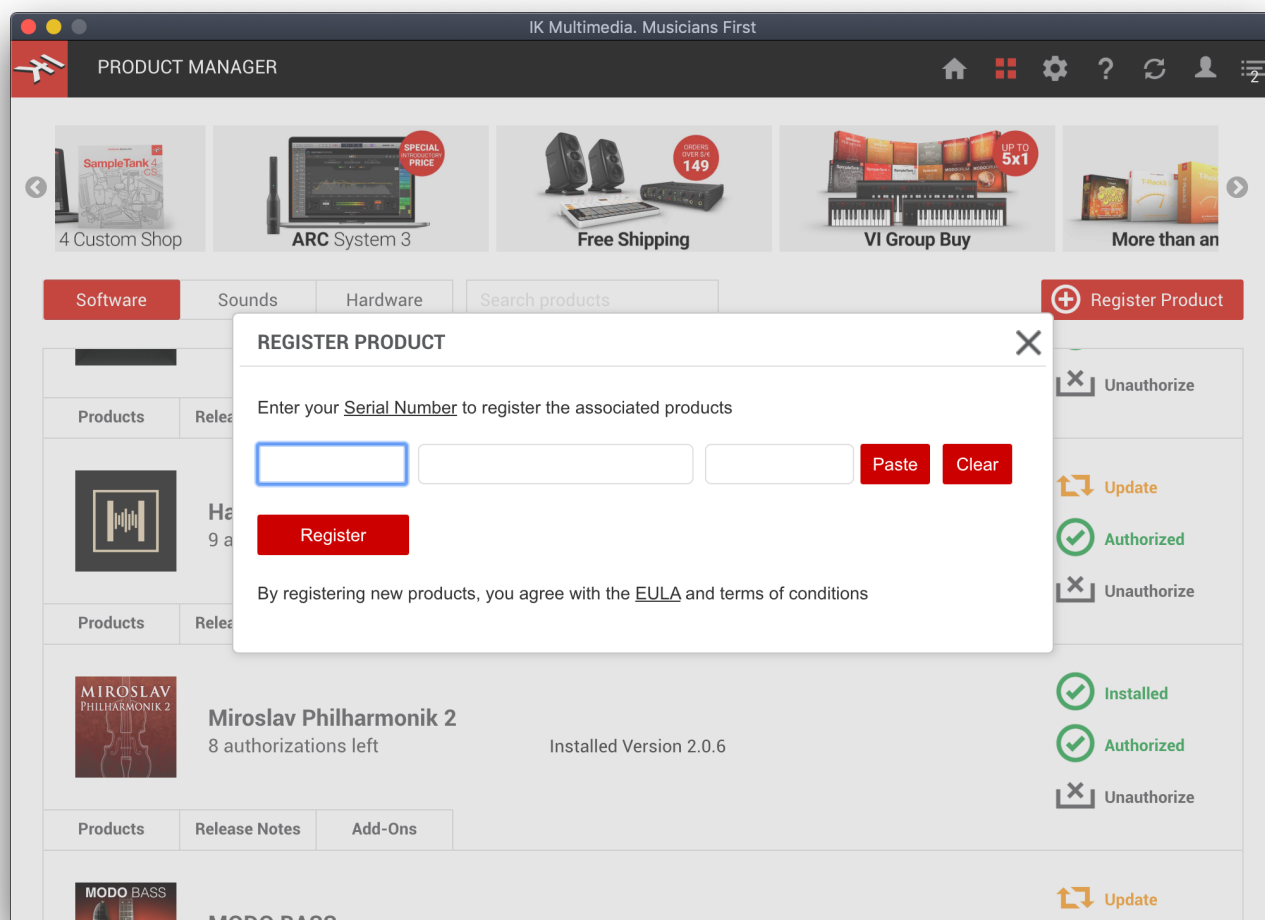 IK Multimedia. Musicians First
PRODUCT MANAGER
2
SampleTank 4
CS
4 Custom Shop
SPECIAL
INTRODUCTORY
PRICE
ARC System 3
ORDERS
OVER $/€
149
Free Shipping
UP TO
5x1
VI Group Buy
More than an
Software
Sounds
Hardware
Search products
Register Product
REGISTER PRODUCT
Enter your Serial Number to register the associated products
Paste
Clear
Register
By registering new products, you agree with the EULA and terms of conditions
Unauthorize
Products
Relea
Ha
9 a
Update
Authorized
Unauthorize
Products
Relea
MIROSLAV
PHILHARMONIK 2
Miroslav Philharmonik 2
8 authorizations left
Installed Version 2.0.6
Installed
Authorized
Unauthorize
Products
Release Notes
Add-Ons
MODO BASS
MODO BASS
Update